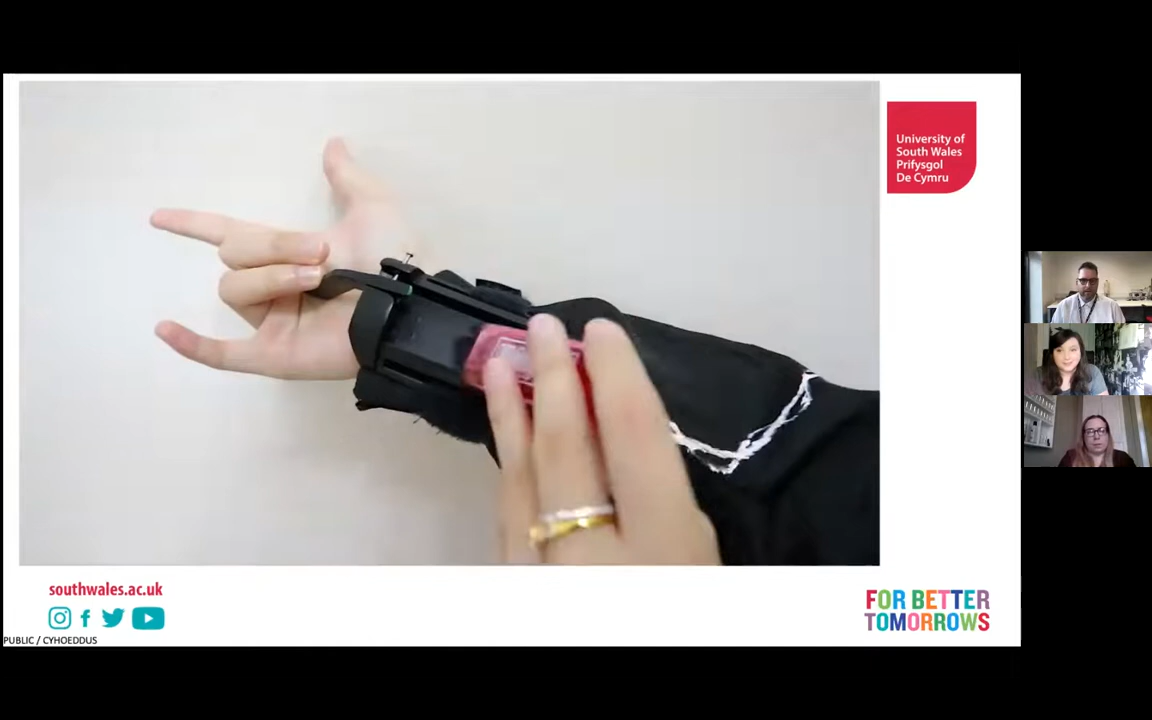 University of
South Wales
Prifysgol
De Cymru
southwales.ac.uk
FOR BETTER
TOMORROWS
PUBLIC / CYHOEDDUS